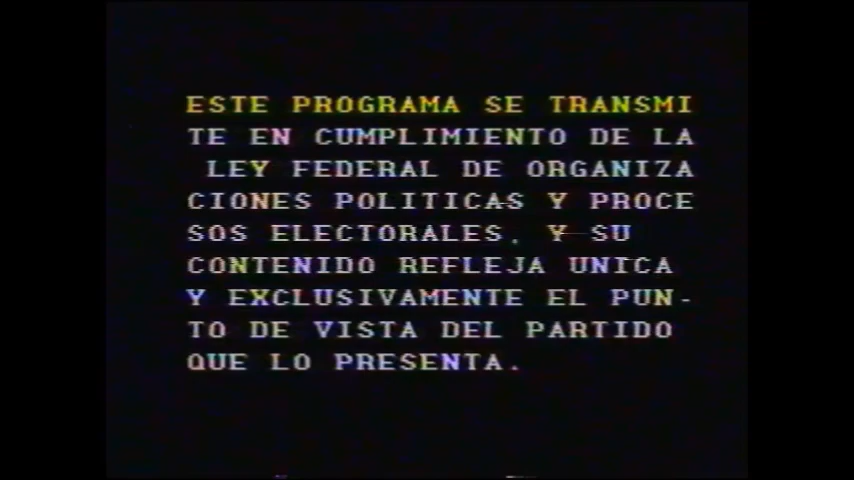 ESTE PROGRAMA SE TRANSMI
TE EN CUMPLIMIENTO DE LA
LEY FEDERAL DE ORGANIZA
CIONES POLITICAS Y PROCE
SOS ELECTORALES. Y SU
CONTENIDO REFLEJA UNICA
Y EXCLUSIVAMENTE EL PUN-
TO DE VISTA DEL PARTIDO
QUE LO PRESENTA.